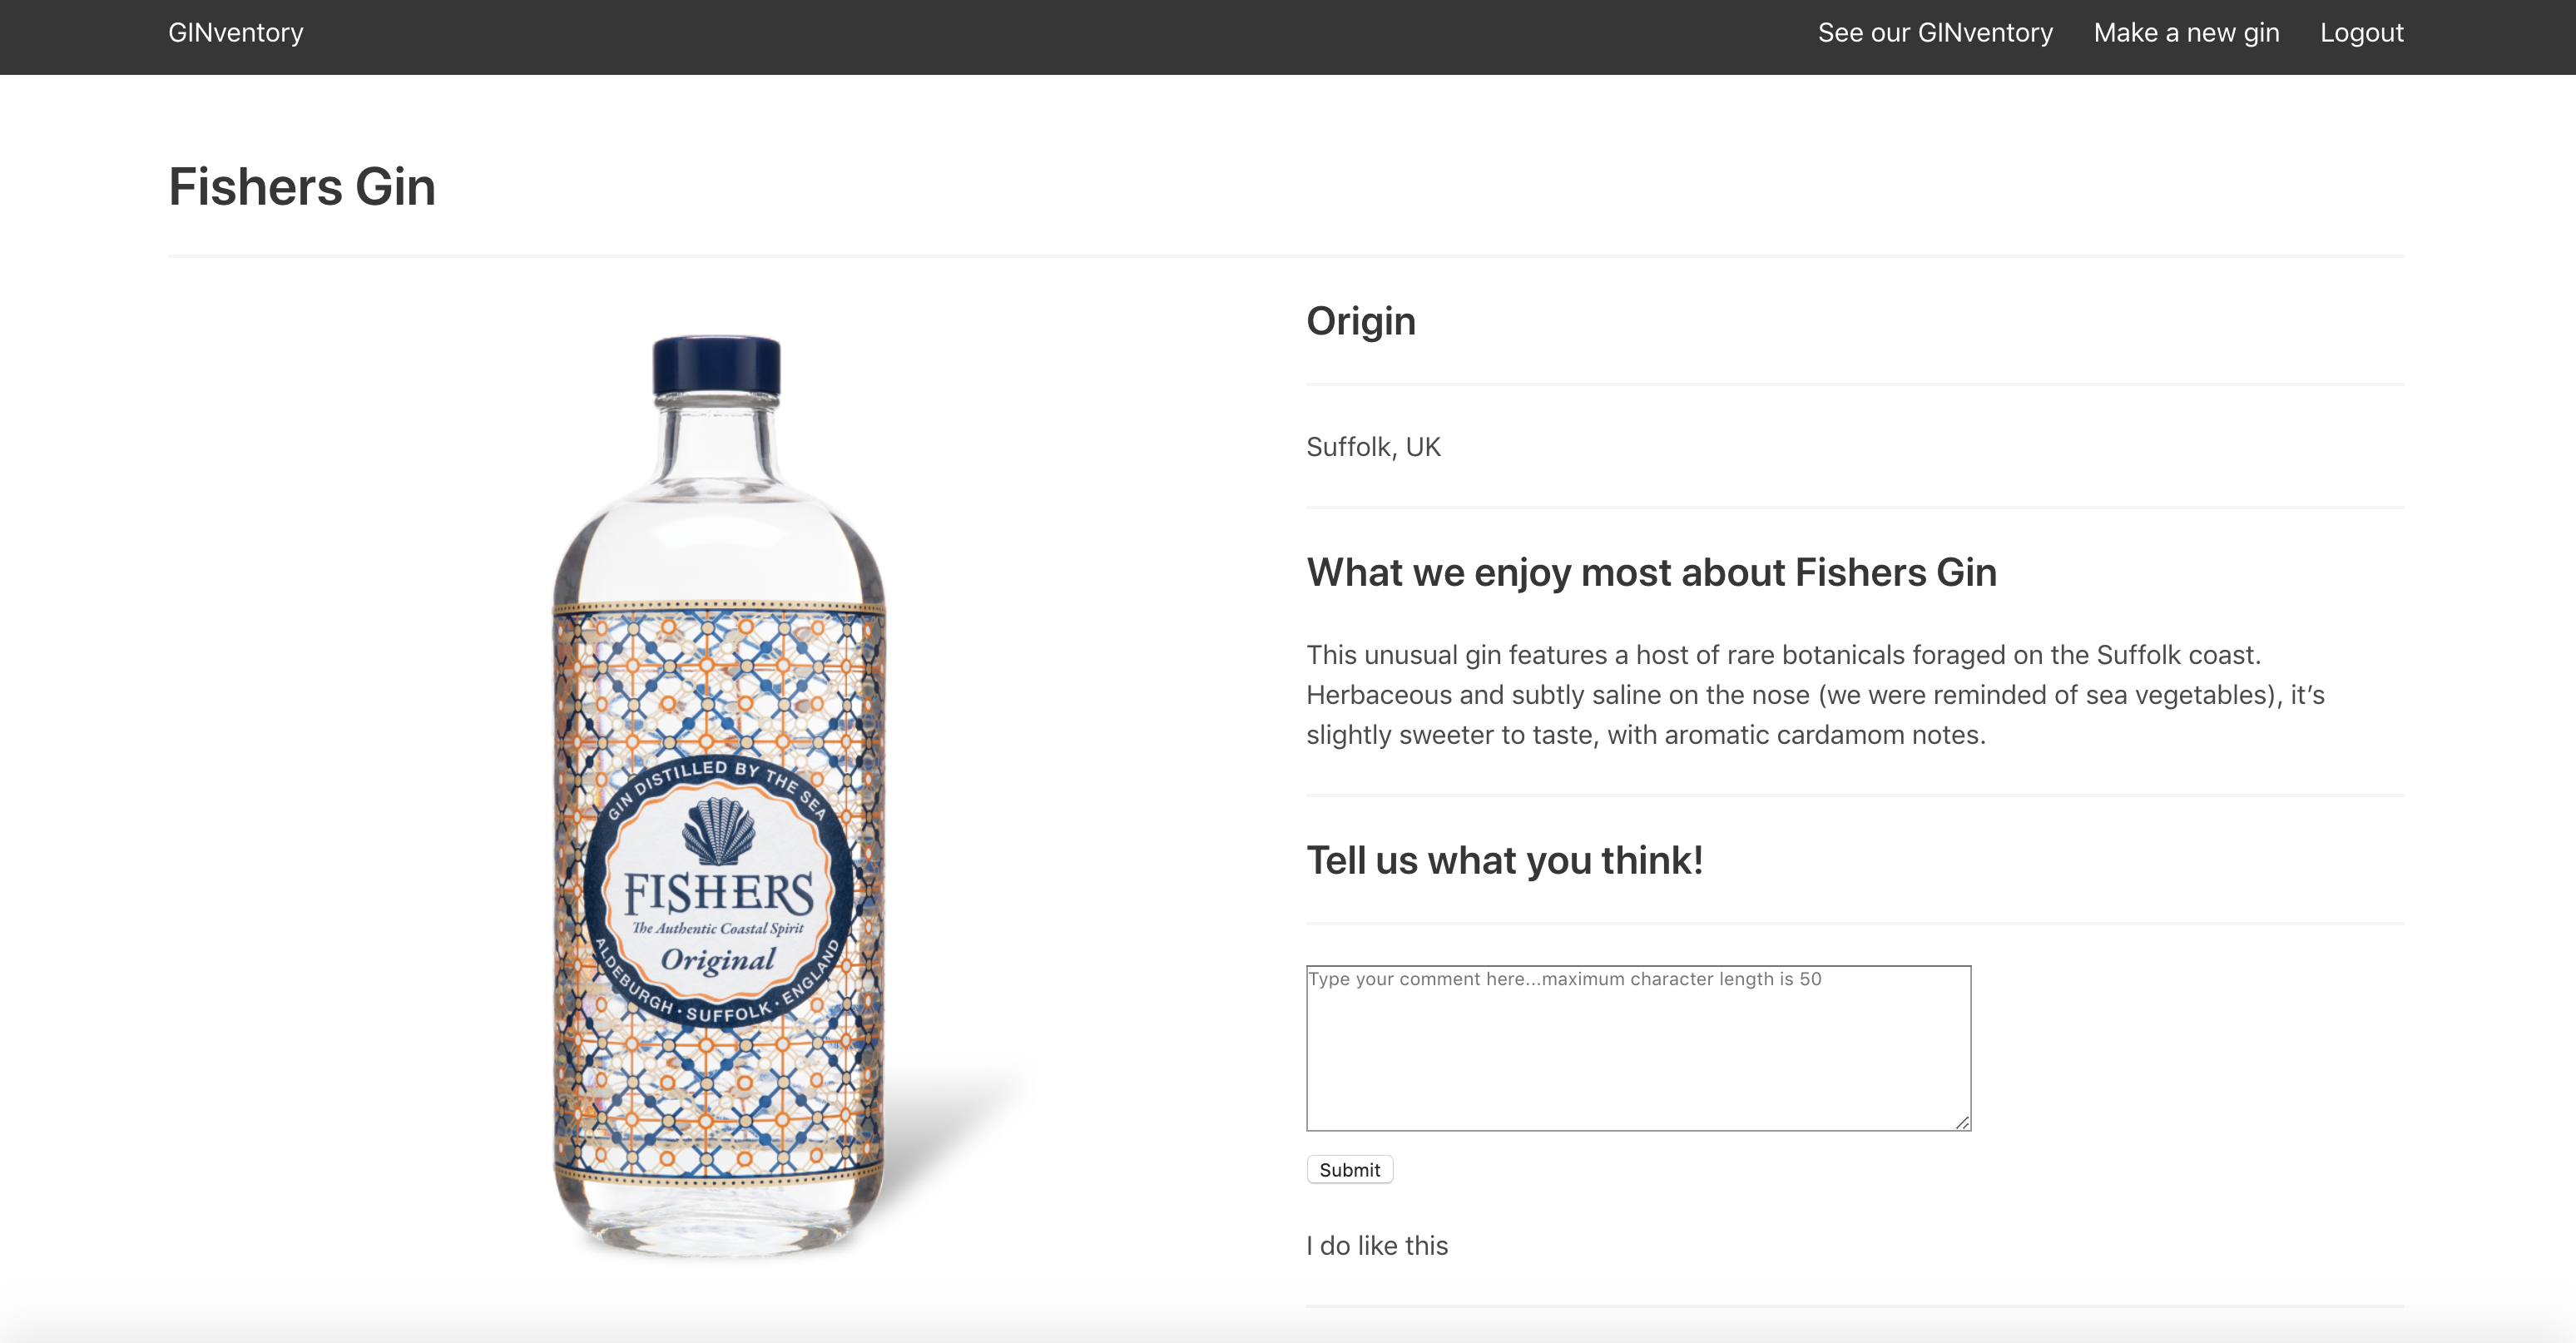 GINventory
See our GINventory
Make a new gin
Logout
Fishers Gin
GIN DISTILLED BY THE SEA
FISHERS
The Authentic Coastal Spirit
Original
ALDEBURGH · SUFFOLK · ENGLAND
Origin
Suffolk, UK
What we enjoy most about Fishers Gin
This unusual gin features a host of rare botanicals foraged on the Suffolk coast.
Herbaceous and subtly saline on the nose (we were reminded of sea vegetables), it’s
slightly sweeter to taste, with aromatic cardamom notes.
Tell us what you think!
Type your comment here...maximum character length is 50
Submit
I do like this